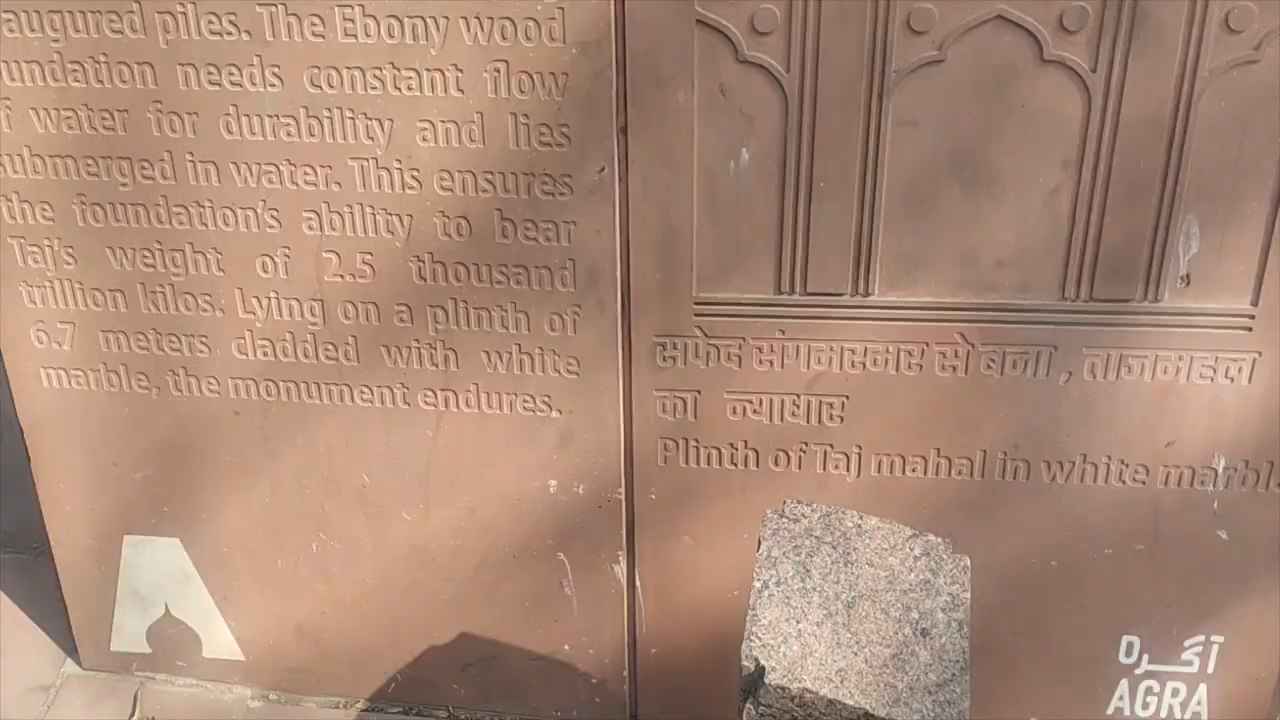 augured piles. The Ebony wood
undation needs constant flow
f water for durability and lies
submerged in water. This ensures
the foundation's ability to bear
Taj's weight of 2.5 thousand
trillion kilos. Lying on a plinth of
6.7 meters cladded with white
marble, the monument endures.
सफेद संगमरमर से बना , ताजमहल
का न्याधार
Plinth of Taj mahal in white marbl
آگره
AGRA